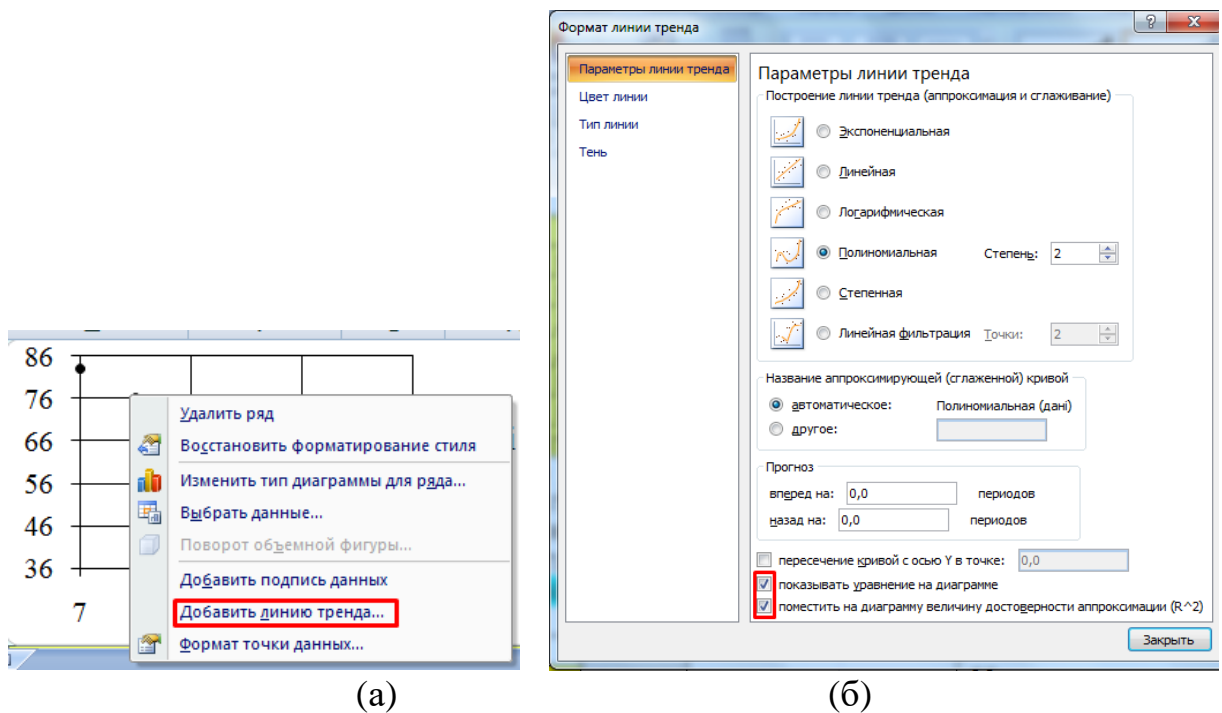 86
76
66
56
46
36
7
Удалить ряд
Восстановить форматирование стиля
Изменить тип диаграммы для ряда...
Выбрать данные...
Поворот объемной фигуры...
Добавить подпись данных
Добавить линию тренда...
Формат точки данных...
(а)
Формат линии тренда
Параметры линии тренда
Цвет линии
Тип линии
Тень
Параметры линии тренда
Построение линии тренда (аппроксимация и сглаживание)
Экспоненциальная
Линейная
Логарифмическая
Полиномиальная Степень: 2
Степенная
Линейная фильтрация Точки: 2
Название аппроксимирующей (сглаженной) кривой
автоматическое: Полиномиальная (дані)
другое:
Прогноз
вперед на: 0,0 периодов
назад на: 0,0 периодов
пересечение кривой с осью Y в точке: 0,0
показывать уравнение на диаграмме
поместить на диаграмму величину достоверности аппроксимации (R^2)
Закрыть
(б)